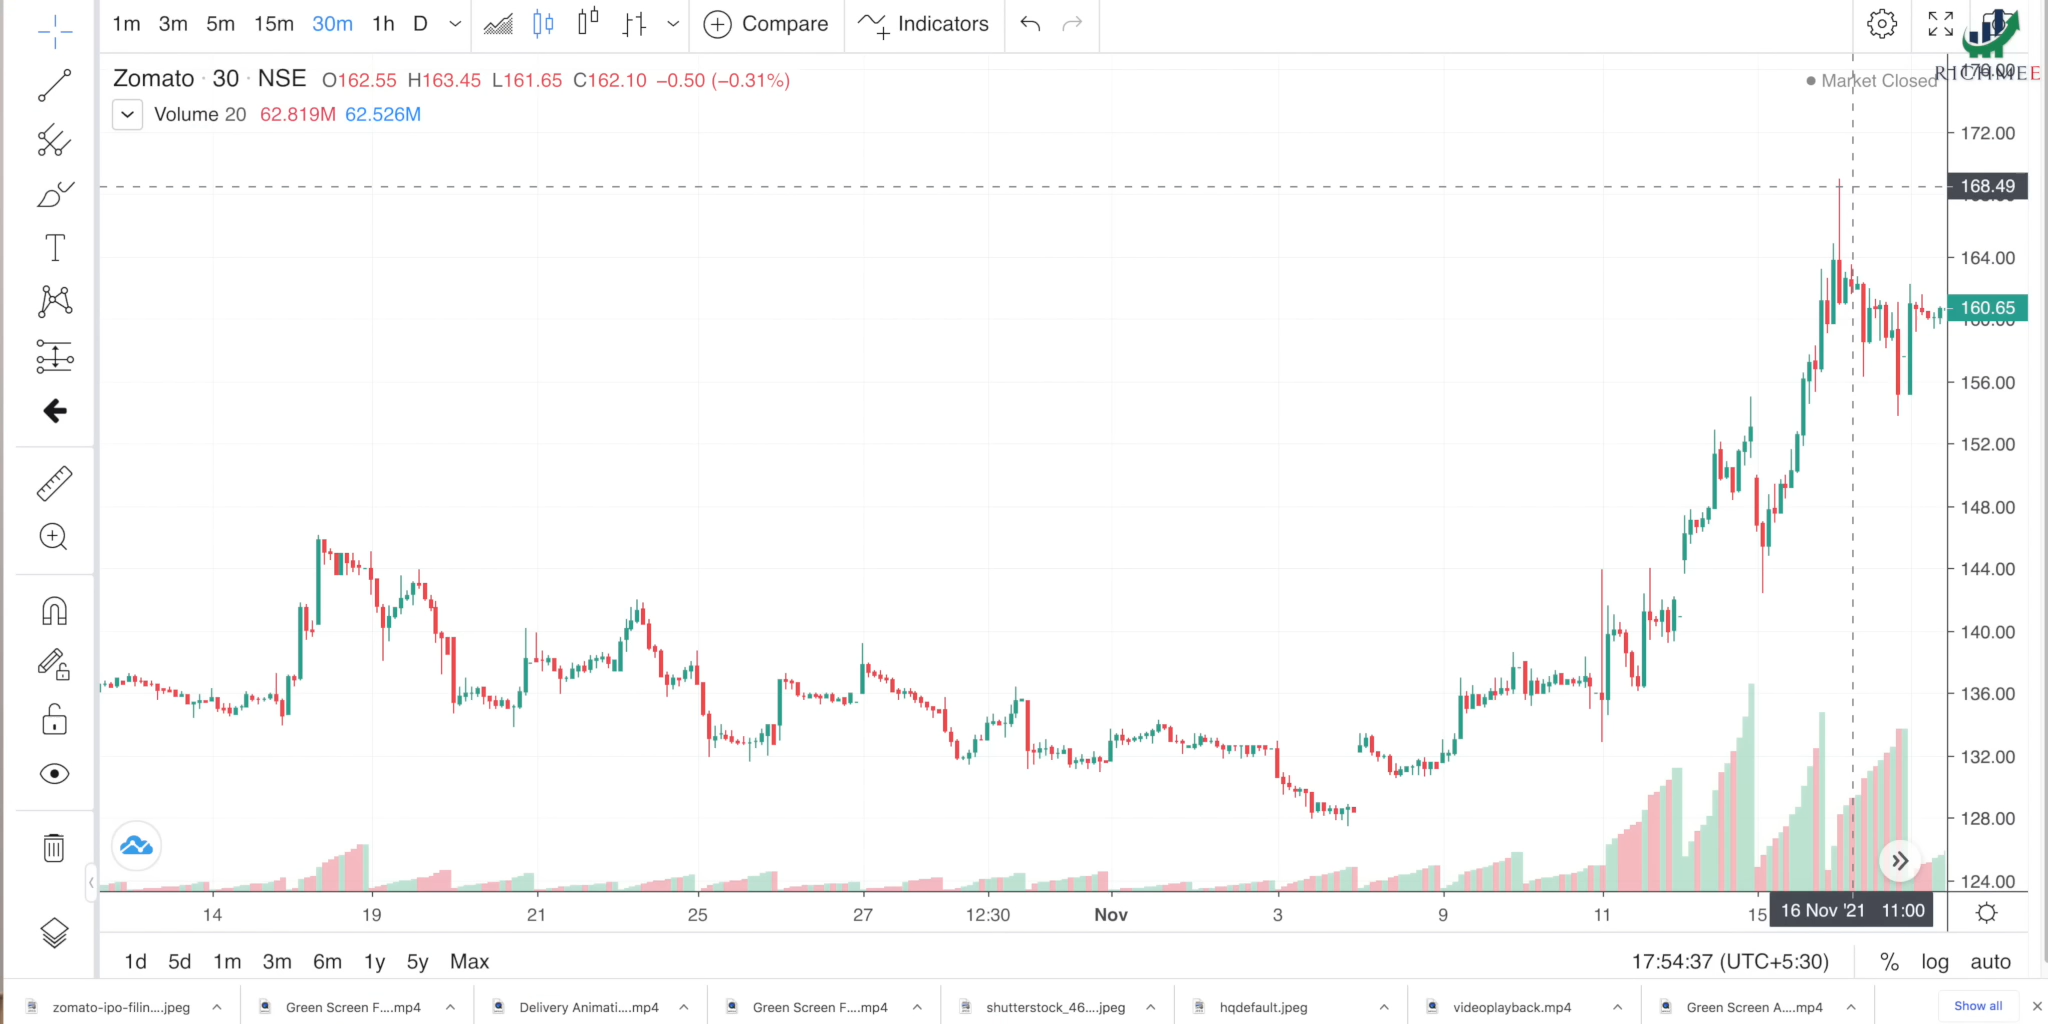 1m 3m 5m 15m 30m 1h D Compare Indicators
Zomato · 30 · NSE O162.55 H163.45 L161.65 C162.10 −0.50 (−0.31%)
Market Closed
Volume 20 62.819M 62.526M
172.00
168.49
164.00
160.65
156.00
152.00
148.00
144.00
140.00
136.00
132.00
128.00
124.00
14 19 21 25 27 12:30 Nov 3 9 11 15 16 Nov '21 11:00
1d 5d 1m 3m 6m 1y 5y Max 17:54:37 (UTC+5:30) % log auto
zomato-ipo-filin....jpeg Green Screen F....mp4 Delivery Animati....mp4 Green Screen F....mp4 shutterstock_46....jpeg hqdefault.jpeg videoplayback.mp4 Green Screen A....mp4 Show all